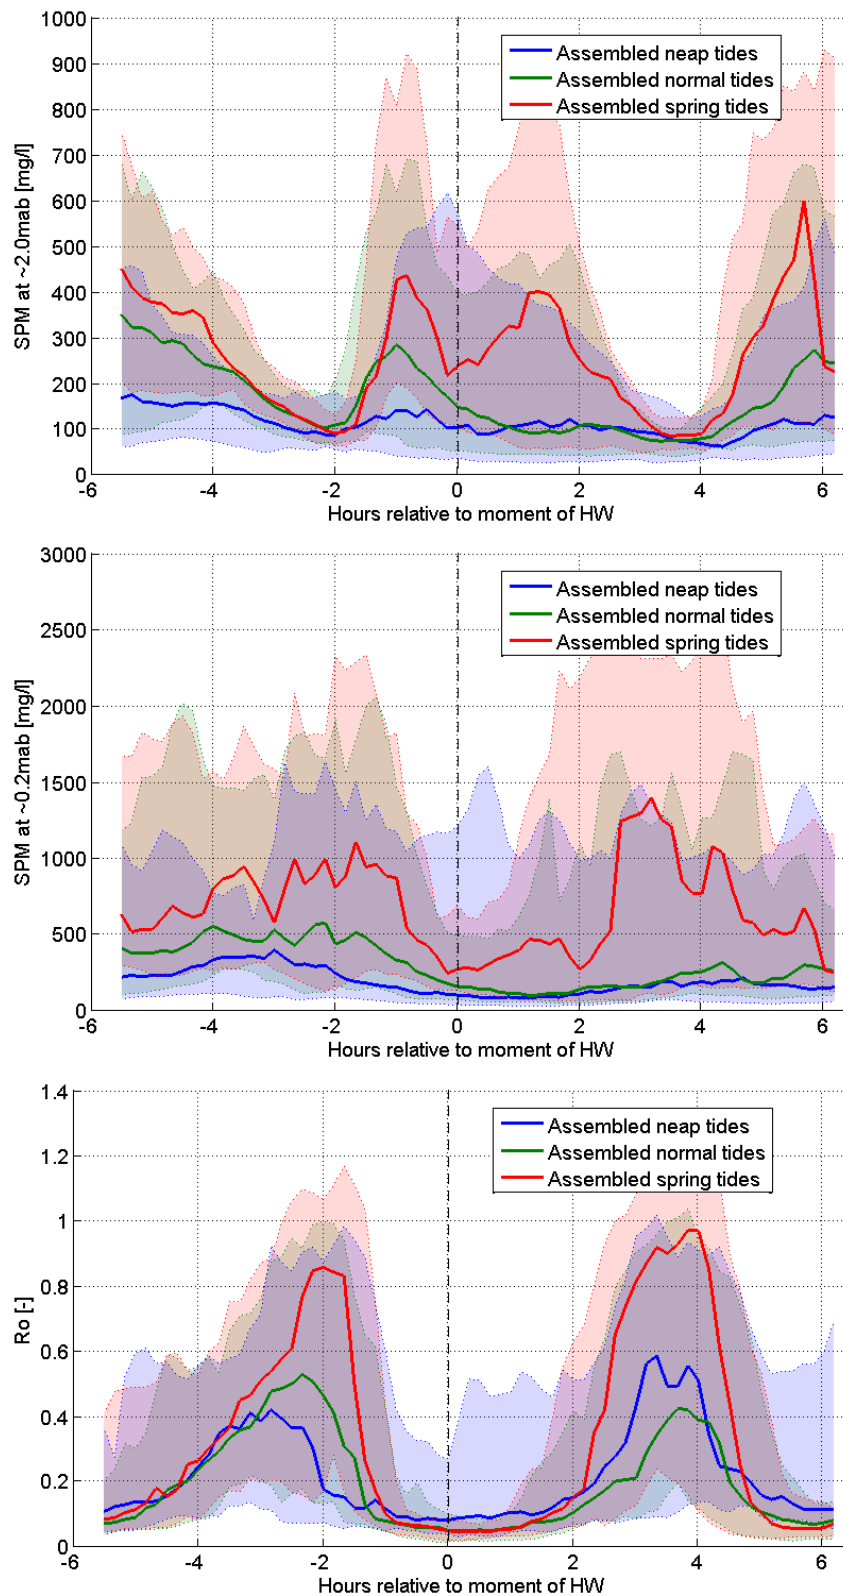 1000
900
800
700
600
500
400
300
200
100
0
SPM at ~2.0mab [mg/l]
Assembled neap tides
Assembled normal tides
Assembled spring tides
-6 -4 -2 0 2 4 6
Hours relative to moment of HW
3000
2500
2000
1500
1000
500
0
SPM at ~0.2mab [mg/l]
Assembled neap tides
Assembled normal tides
Assembled spring tides
-6 -4 -2 0 2 4 6
Hours relative to moment of HW
1.4
1.2
1
0.8
0.6
0.4
0.2
0
Ro [-]
Assembled neap tides
Assembled normal tides
Assembled spring tides
-6 -4 -2 0 2 4 6
Hours relative to moment of HW